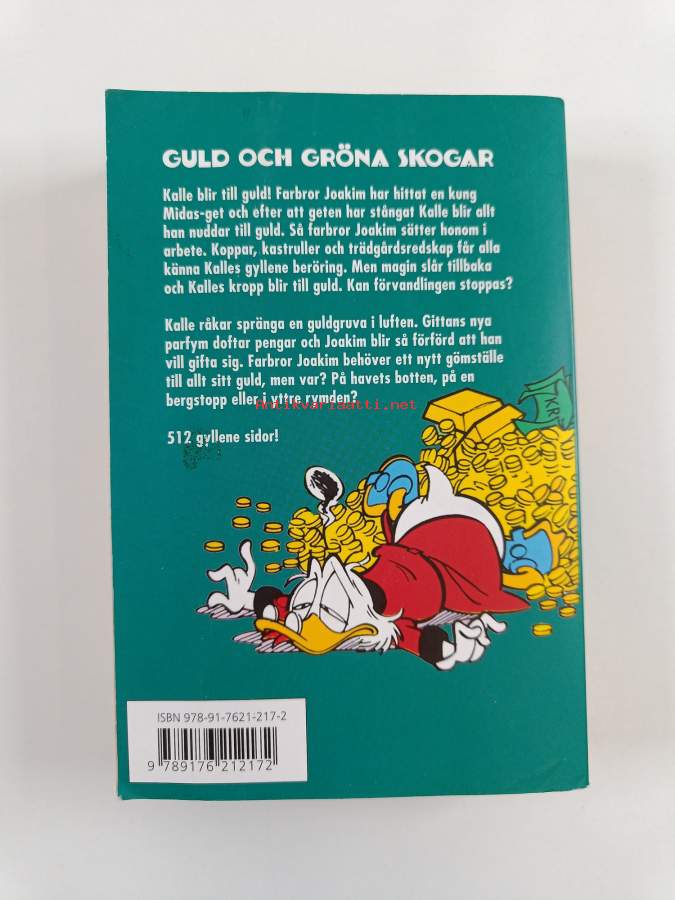 GULD OCH GRÖNA SKOGAR
Kalle blir till guld! Farbror Joakim har hittat en kung
Midas-get och efter att geten har stångat Kalle blir allt
han nuddar till guld. Så farbror Joakim sätter honom i
arbete. Koppar, kastruller och trädgårdsredskap får alla
känna Kalles gyllene beröring. Men magin slår tillbaka
och Kalles kropp blir till guld. Kan förvandlingen stoppas?
Kalle råkar spränga en guldgruva i luften. Gittans nya
parfym doftar pengar och Joakim blir så förförd att han
vill gifta sig. Farbror Joakim behöver ett nytt gömställe
till allt sitt guld, men var? På havets botten, på en
bergstopp eller i yttre rymden?
Antikvariaatti.net
512 gyllene sidor!
KR
ISBN 978-91-7621-217-2
9 789176 212172